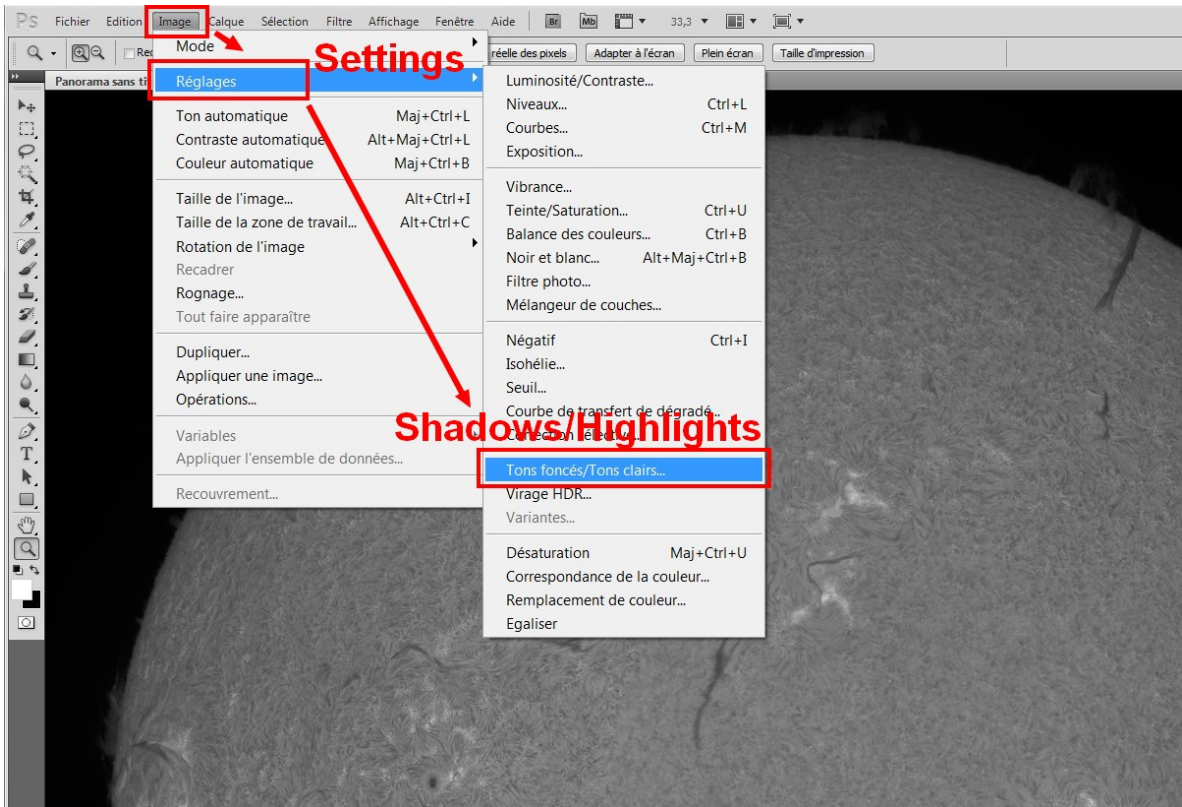 Ps Fichier Edition Image Calque Sélection Filtre Affichage Fenêtre Aide Br Mb 33,3
réelle des pixels Adapter à l'écran Plein écran Taille d'impression
Panorama sans
Mode
Settings
Réglages
Ton automatique Maj+Ctrl+L
Contraste automatique Alt+Maj+Ctrl+L
Couleur automatique Maj+Ctrl+B
Taille de l'image... Alt+Ctrl+I
Taille de la zone de travail... Alt+Ctrl+C
Rotation de l'image
Recadrer
Rognage...
Tout faire apparaître
Dupliquer...
Appliquer une image...
Opérations...
Variables
Appliquer l'ensemble de données...
Recouvrement...
Luminosité/Contraste...
Niveaux... Ctrl+L
Courbes... Ctrl+M
Exposition...
Vibrance...
Teinte/Saturation... Ctrl+U
Balance des couleurs... Ctrl+B
Noir et blanc... Alt+Maj+Ctrl+B
Filtre photo...
Mélangeur de couches...
Négatif Ctrl+I
Isohélie...
Seuil...
Courbe de transfert de dégradé...
Shadows/Highlights
Correction sélective...
Tons foncés/Tons clairs...
Virage HDR...
Variantes...
Désaturation Maj+Ctrl+U
Correspondance de la couleur...
Remplacement de couleur...
Egaliser